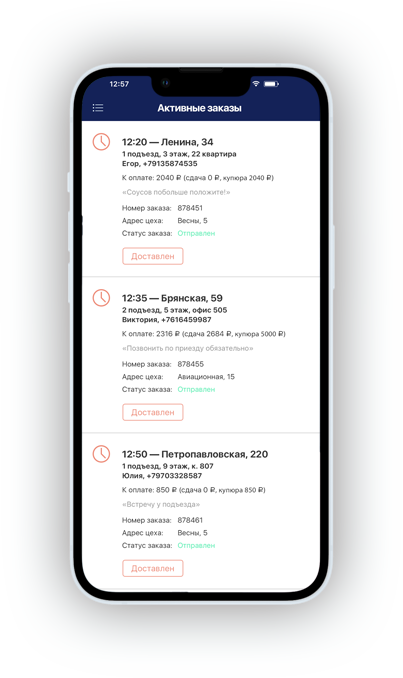 12:57
Активные заказы
12:20 — Ленина, 34
1 подъезд, 3 этаж, 22 квартира
Егор, +79135874535
К оплате: 2040 ₽ (сдача 0 ₽, купюра 2040 ₽)
«Соусов побольше положите!»
Номер заказа: 878451
Адрес цеха: Весны, 5
Статус заказа: Отправлен
Доставлен
12:35 — Брянская, 59
2 подъезд, 5 этаж, офис 505
Виктория, +7616459987
К оплате: 2316 ₽ (сдача 2684 ₽, купюра 5000 ₽)
«Позвонить по приезду обязательно»
Номер заказа: 878455
Адрес цеха: Авиационная, 15
Статус заказа: Отправлен
Доставлен
12:50 — Петропавловская, 220
1 подъезд, 9 этаж, к. 807
Юлия, +79703328587
К оплате: 850 ₽ (сдача 0 ₽, купюра 850 ₽)
«Встречу у подъезда»
Номер заказа: 878461
Адрес цеха: Весны, 5
Статус заказа: Отправлен
Доставлен